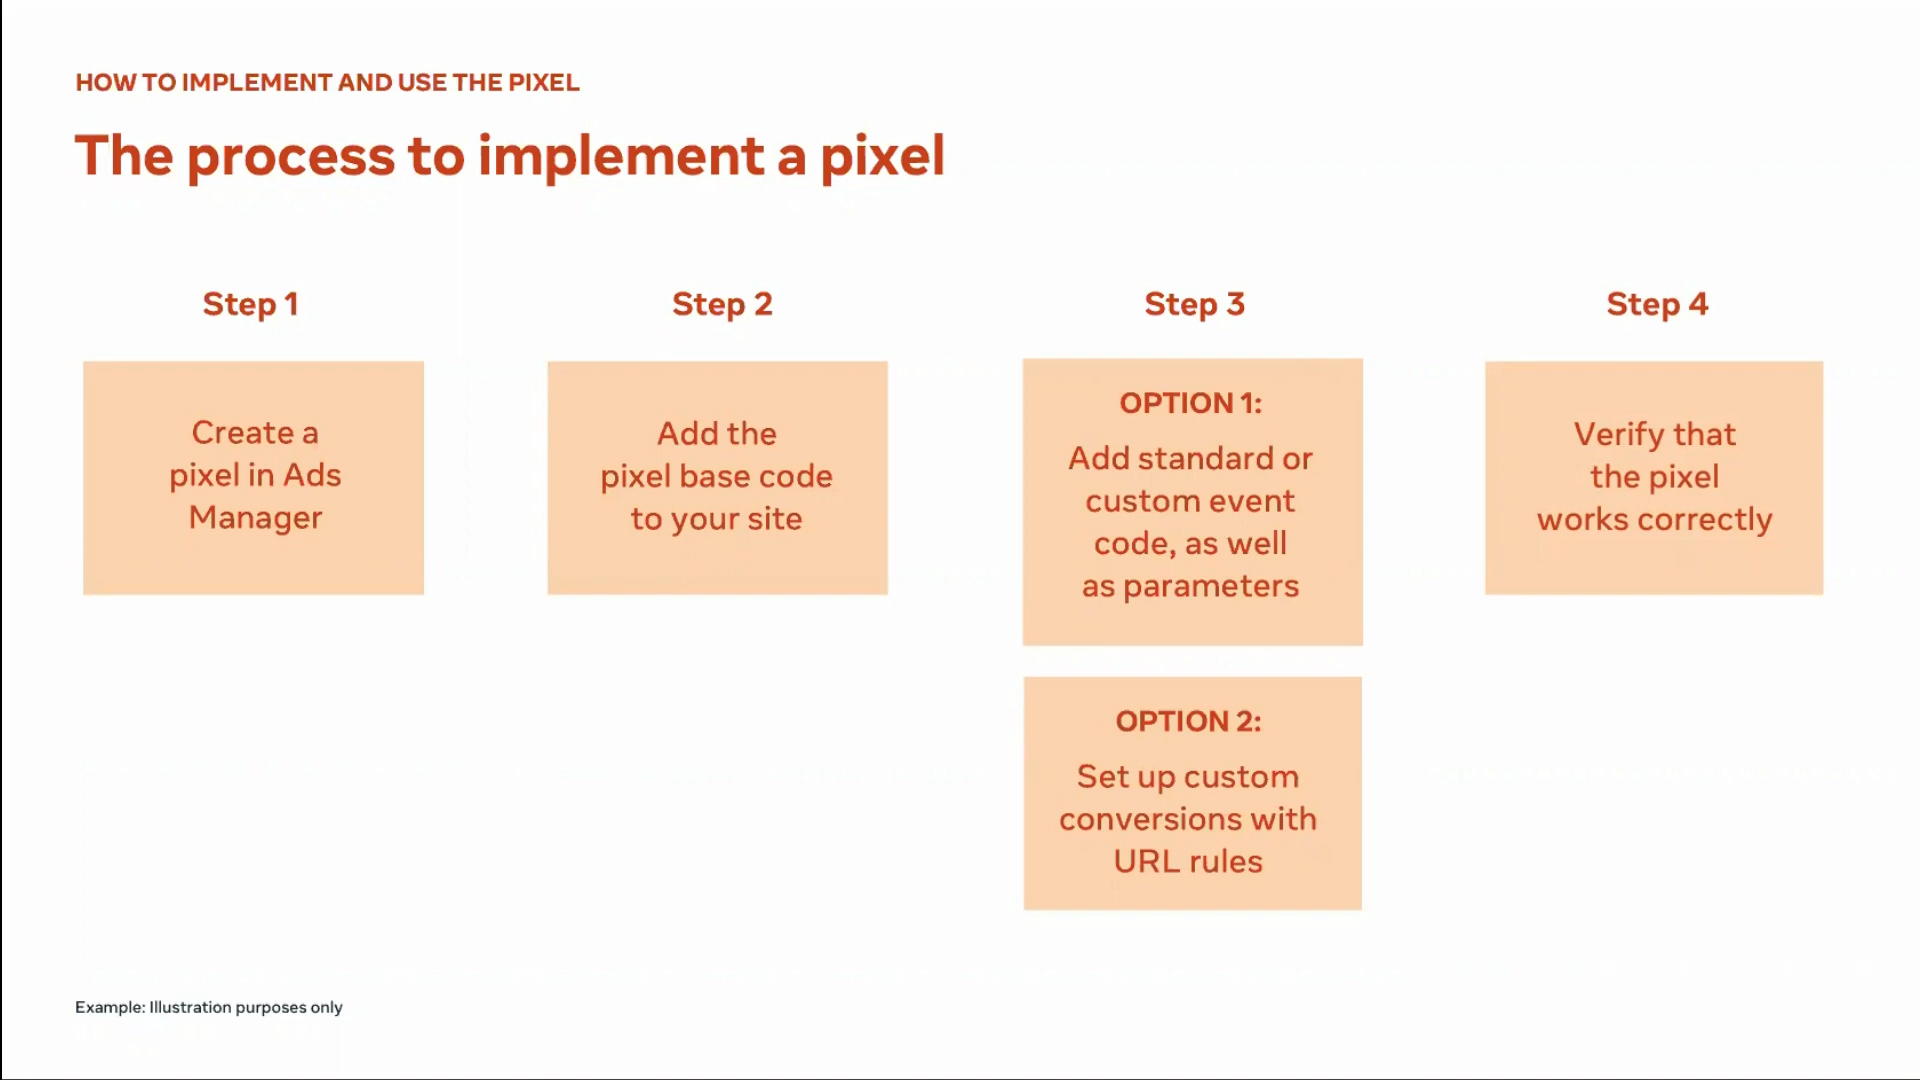 HOW TO IMPLEMENT AND USE THE PIXEL
The process to implement a pixel
Step 1
Create a
pixel in Ads
Manager
Step 2
Add the
pixel base code
to your site
Step 3
OPTION 1:
Add standard or
custom event
code, as well
as parameters
OPTION 2:
Set up custom
conversions with
URL rules
Step 4
Verify that
the pixel
works correctly
Example: Illustration purposes only